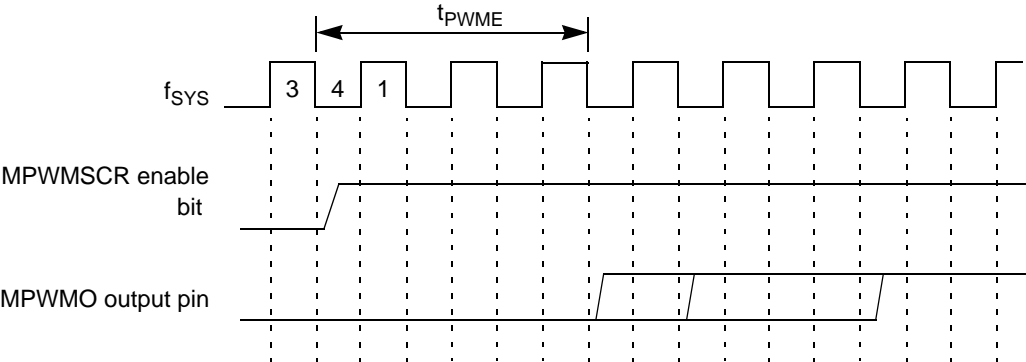 tPWME
3 4 1
fSYS
MPWMSCR enable
bit
MPWMO output pin